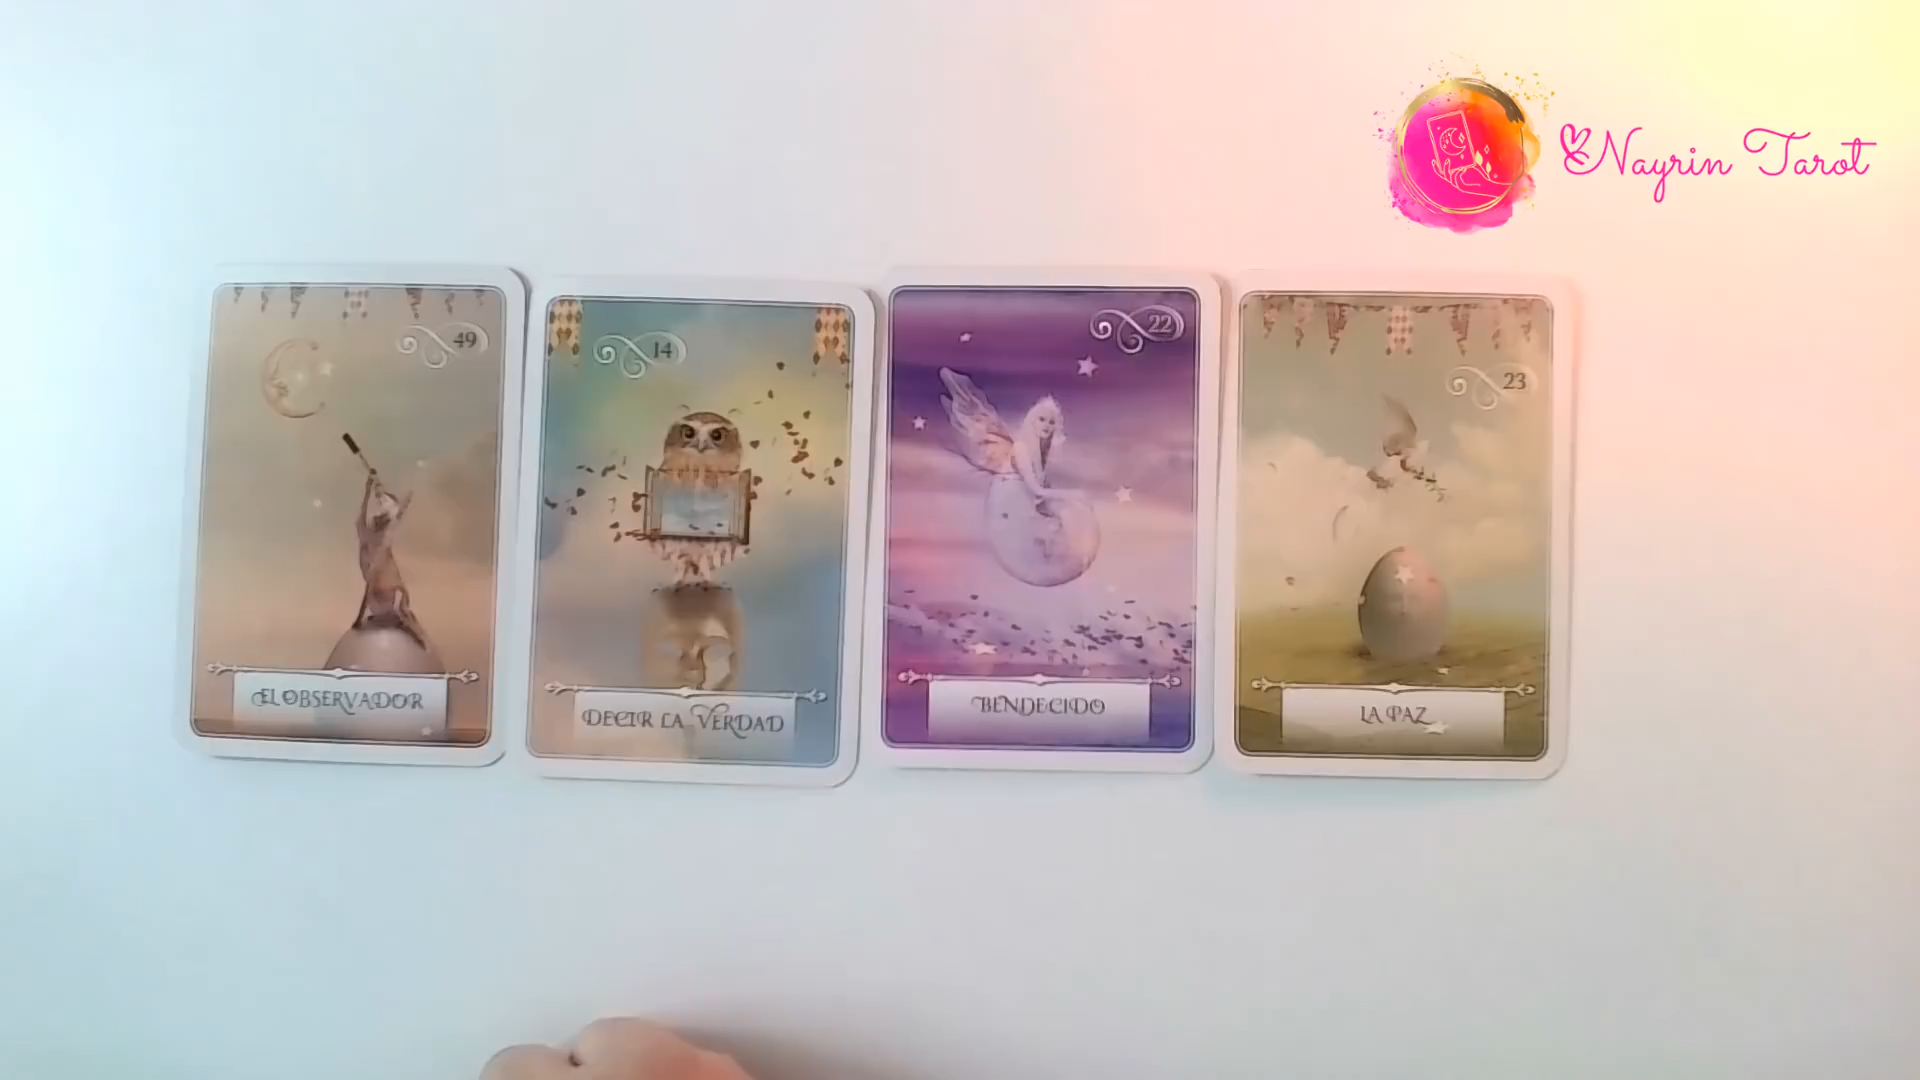 Nayrin Tarot
49
EL OBSERVADOR
14
DECIR LA VERDAD
22
BENDECIDO
23
LA PAZ